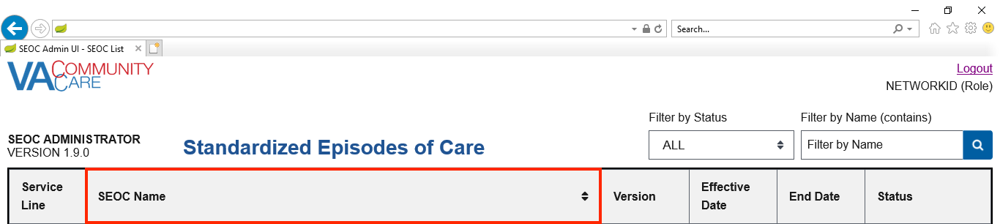 Search...
SEOC Admin UI - SEOC List
VA COMMUNITY CARE
Logout
NETWORKID (Role)
Filter by Status
Filter by Name (contains)
SEOC ADMINISTRATOR
VERSION 1.9.0
Standardized Episodes of Care
ALL
Filter by Name
Service Line
SEOC Name
Version
Effective Date
End Date
Status